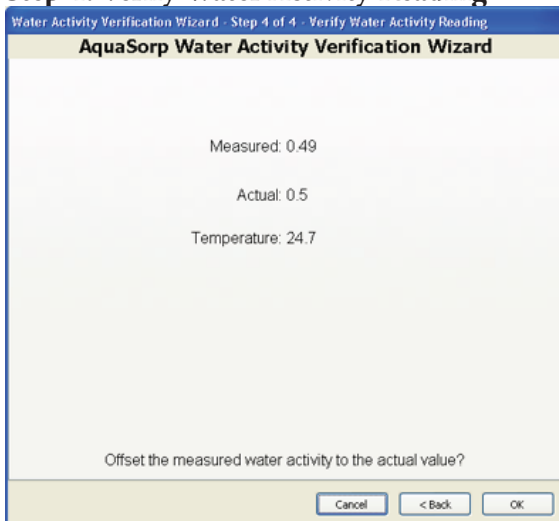 Water Activity Verification Wizard - Step 4 of 4 - Verify Water Activity Reading
AquaSorp Water Activity Verification Wizard
Measured: 0.49
Actual: 0.5
Temperature: 24.7
Offset the measured water activity to the actual value?
Cancel < Back OK